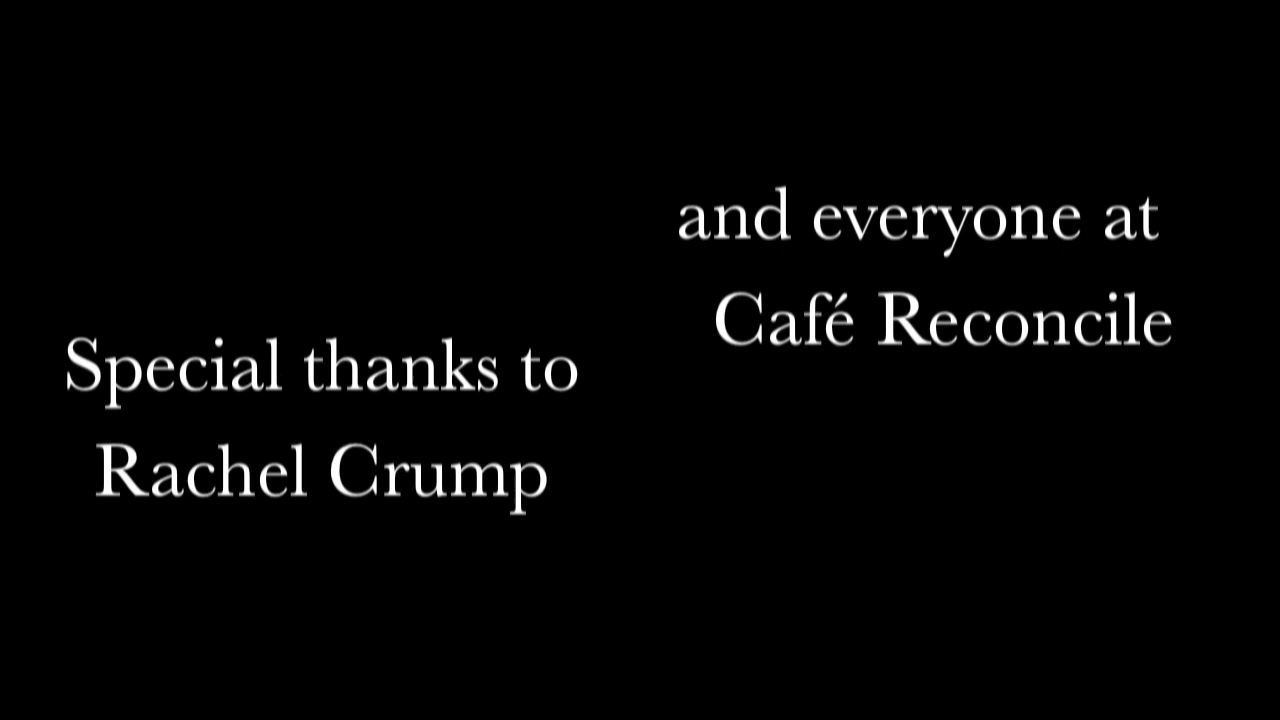 Special thanks to
Rachel Crump
and everyone at
Café Reconcile